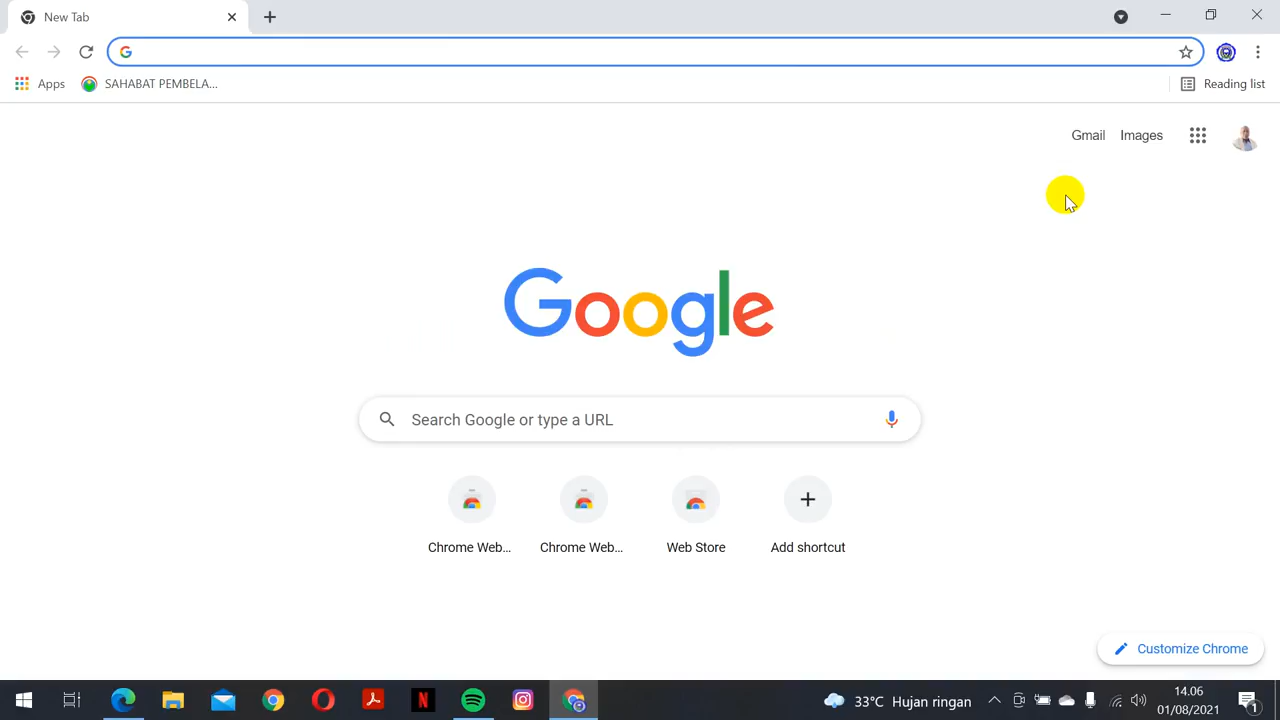 New Tab
Apps
SAHABAT PEMBELA...
Reading list
Gmail
Images
Google
Search Google or type a URL
Chrome Web...
Chrome Web...
Web Store
Add shortcut
Customize Chrome
33°C Hujan ringan
14.06
01/08/2021
1